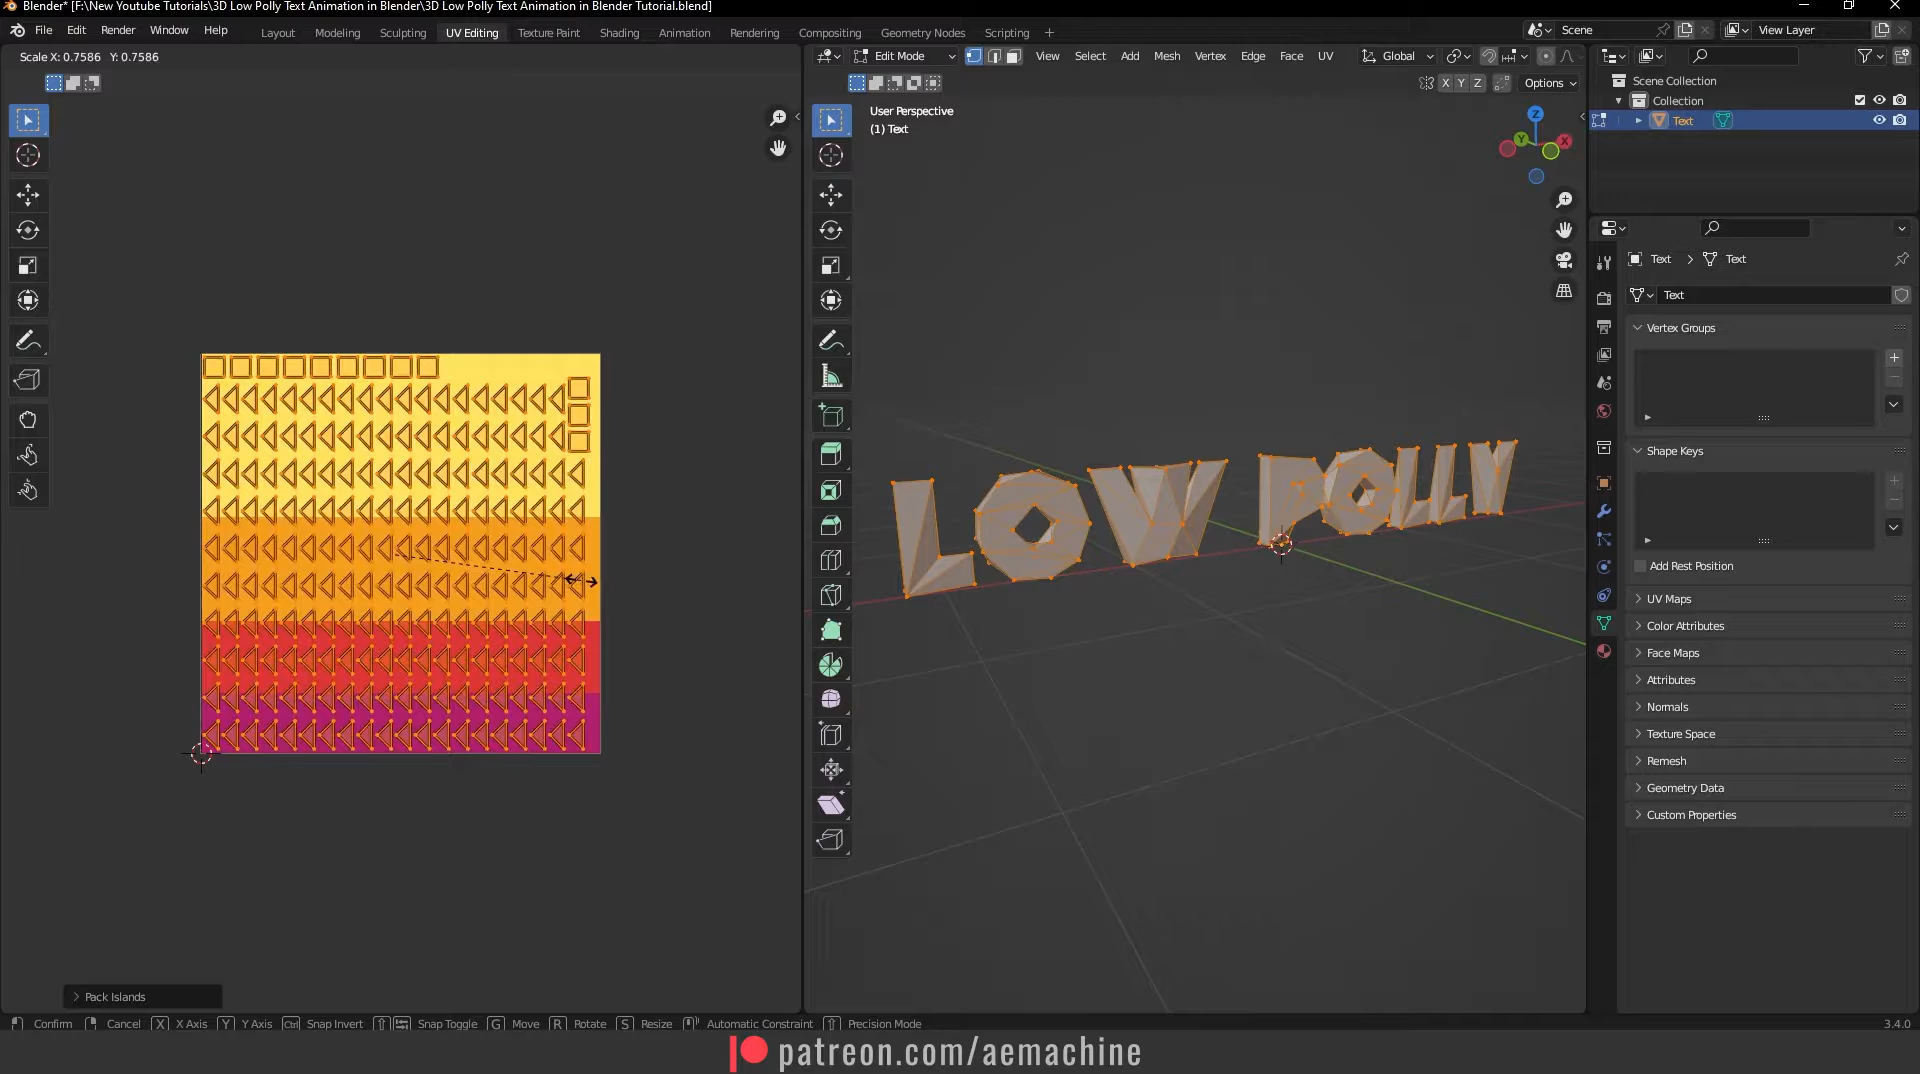 Blender* [F:\New Youtube Tutorials\3D Low Polly Text Animation in Blender\3D Low Polly Text Animation in Blender Tutorial.blend]
File Edit Render Window Help
Layout Modeling Sculpting UV Editing Texture Paint Shading Animation Rendering Compositing Geometry Nodes Scripting +
Scene
View Layer
Scale X: 0.7586 Y: 0.7586
Edit Mode View Select Add Mesh Vertex Edge Face UV Global
X Y Z Options
User Perspective
(1) Text
Z
Y
X
LOW POLLY
Scene Collection
Collection
Text
Text > Text
Text
Vertex Groups
Shape Keys
Add Rest Position
UV Maps
Color Attributes
Face Maps
Attributes
Normals
Texture Space
Remesh
Geometry Data
Custom Properties
> Pack Islands
Confirm Cancel X X Axis Y Y Axis Ctrl Snap Invert Snap Toggle G Move R Rotate S Resize Automatic Constraint Precision Mode
3.4.0
patreon.com/aemachine